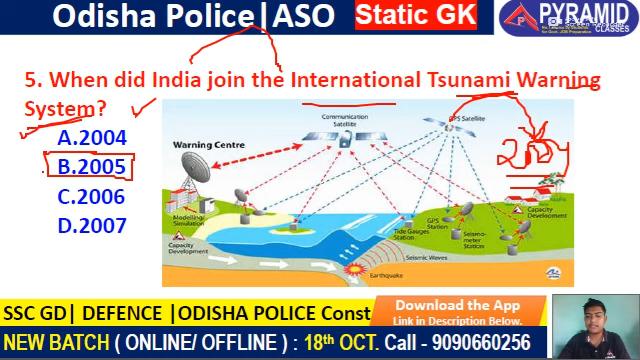 Odisha Police|ASO
Static GK
PYRAMID
CLASSES
5. When did India join the International Tsunami Warning
System?
A.2004
B.2005
C.2006
D.2007
Communication
Satellite
GPS Satellite
Warning Centre
Modelling/
Simulation
Capacity
Development
Tide Gauges
Station
GPS
Station
Seismo-
meter
Station
Capacity
Development
Seismic Waves
Earthquake
SSC GD| DEFENCE |ODISHA POLICE Const
Download the App
Link in Description Below.
NEW BATCH ( ONLINE/ OFFLINE ) : 18th OCT. Call - 9090660256